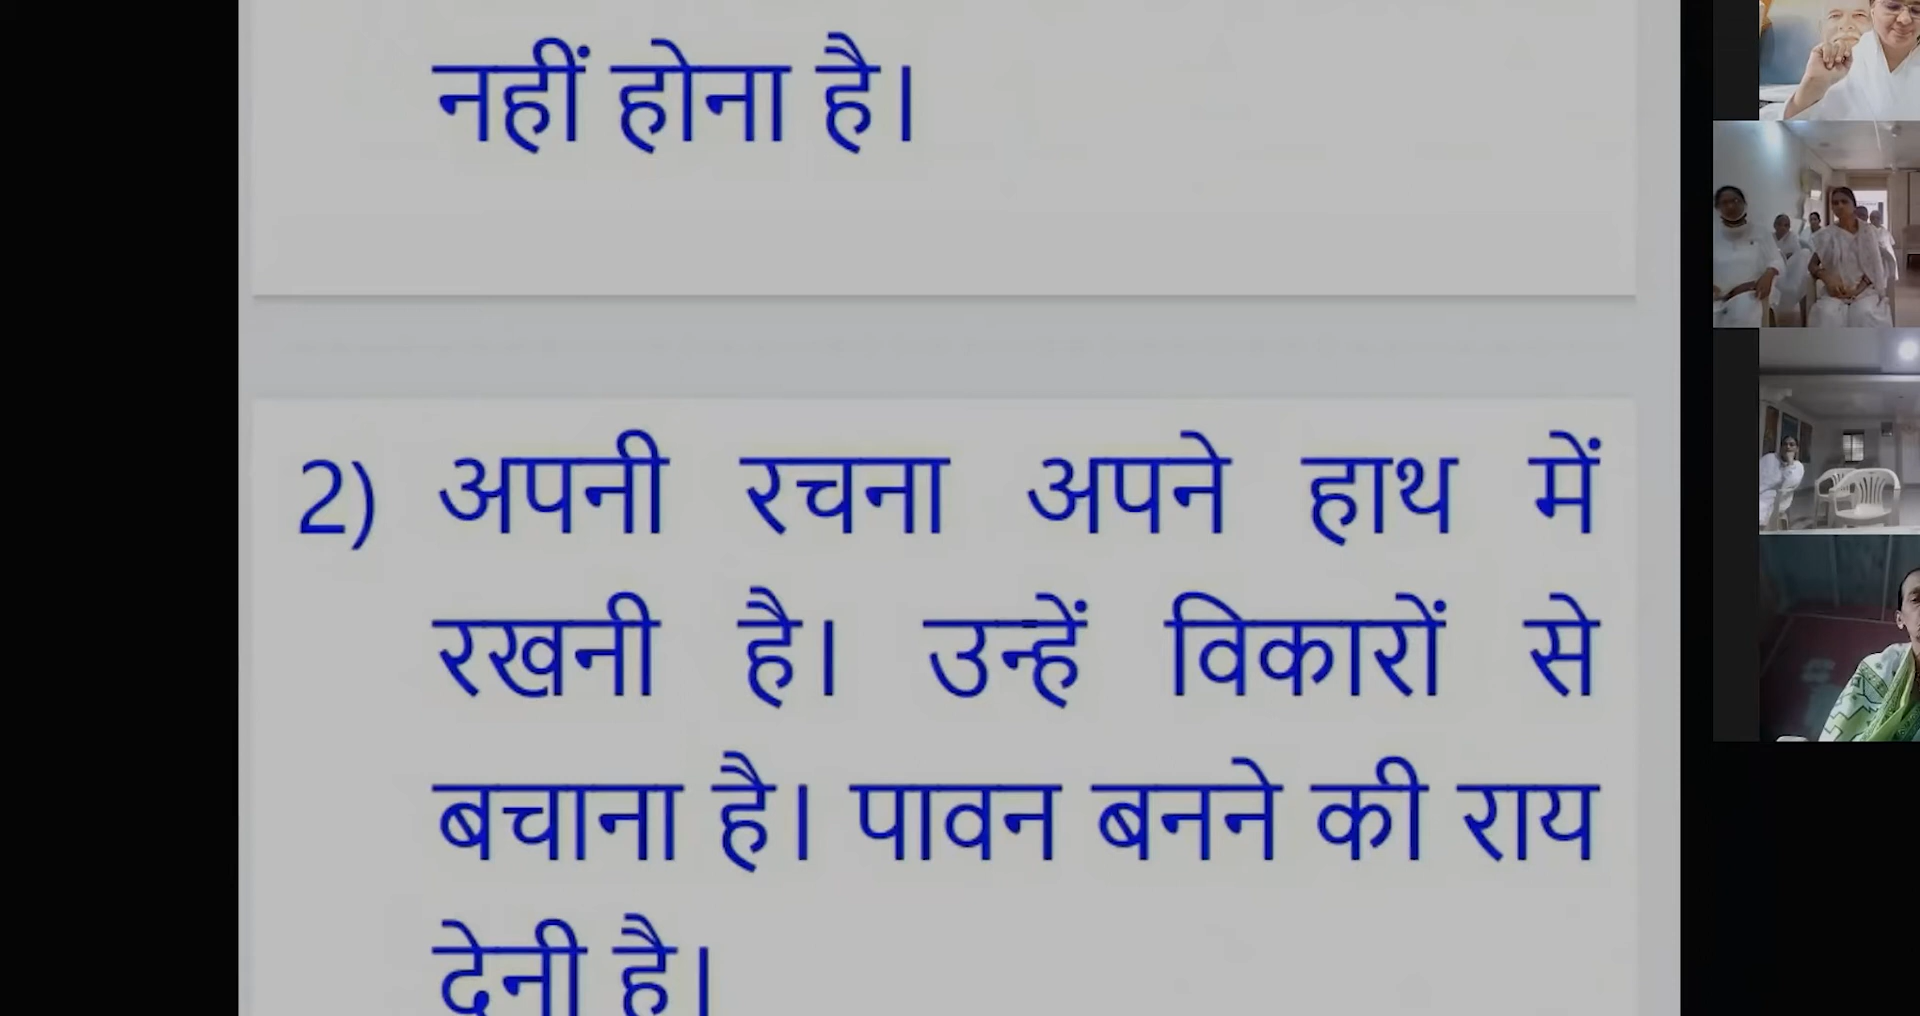 नहीं होना है।
2) अपनी रचना अपने हाथ में
रखनी है। उन्हें विकारों से
बचाना है। पावन बनने की राय
देनी है।